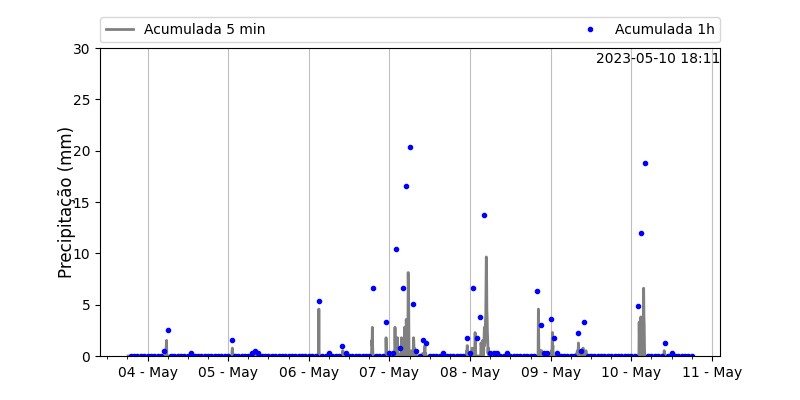 Acumulada 5 min Acumulada 1h
2023-05-10 18:11
Precipitação (mm)
30
25
20
15
10
5
0
04 - May 05 - May 06 - May 07 - May 08 - May 09 - May 10 - May 11 - May